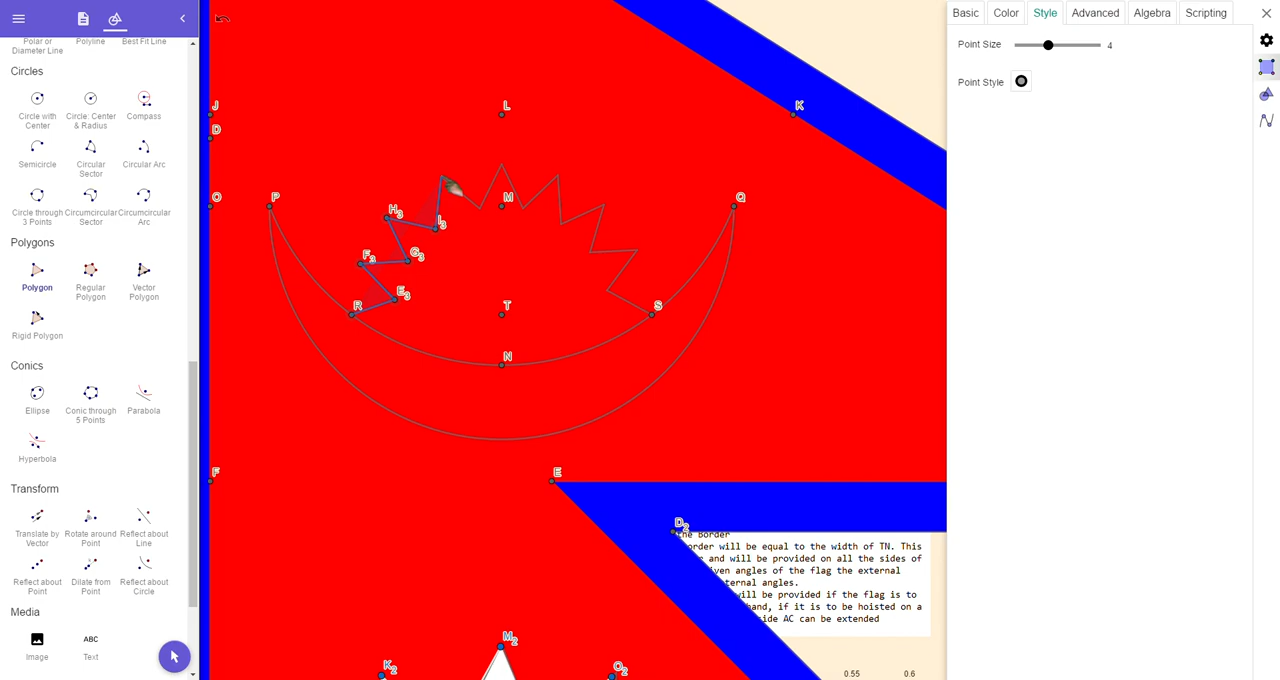 Basic Color Style Advanced Algebra Scripting
Polar or Diameter Line
Polyline
Best Fit Line
Point Size 4
Point Style
Circles
Circle with Center
Circle: Center & Radius
Compass
Semicircle
Circular Sector
Circular Arc
Circle through 3 Points
Circumcircular Sector
Circumcircular Arc
Polygons
Polygon
Regular Polygon
Vector Polygon
Rigid Polygon
Conics
Ellipse
Conic through 5 Points
Parabola
Hyperbola
Transform
Translate by Vector
Rotate around Point
Reflect about Line
Reflect about Point
Dilate from Point
Reflect about Circle
Media
Image
ABC
Text
J
L
K
D
O
P
M
Q
H3
I3
F3
G3
E3
R
T
S
N
F
E
D2
the Border
order will be equal to the width of TN. This
and will be provided on all the sides of
angles of the flag the external
ternal angles.
will be provided if the flag is to
hand, if it is to be hoisted on a
ide AC can be extended
M2
K2
O2
0.55 0.6